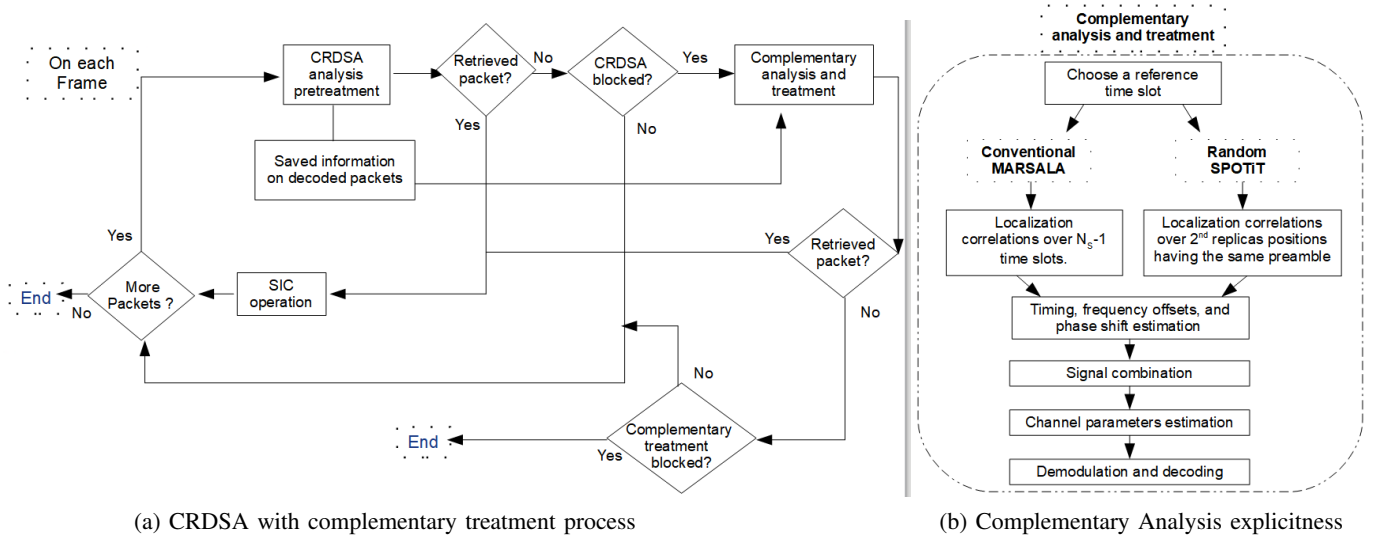 On each
Frame
CRDSA
analysis
pretreatment
Retrieved
packet?
No
CRDSA
blocked?
Yes
Complementary
analysis and
treatment
Yes
No
Saved information
on decoded packets
Yes
Yes
Retrieved
packet?
End
No
More
Packets ?
SIC
operation
No
No
End
Yes
Complementary
treatment
blocked?
(a) CRDSA with complementary treatment process
Complementary
analysis and treatment
Choose a reference
time slot
Conventional
MARSALA
Random
SPOTiT
Localization
correlations over NS-1
time slots.
Localization correlations
over 2nd replicas positions
having the same preamble
Timing, frequency offsets, and
phase shift estimation
Signal combination
Channel parameters estimation
Demodulation and decoding
(b) Complementary Analysis explicitness